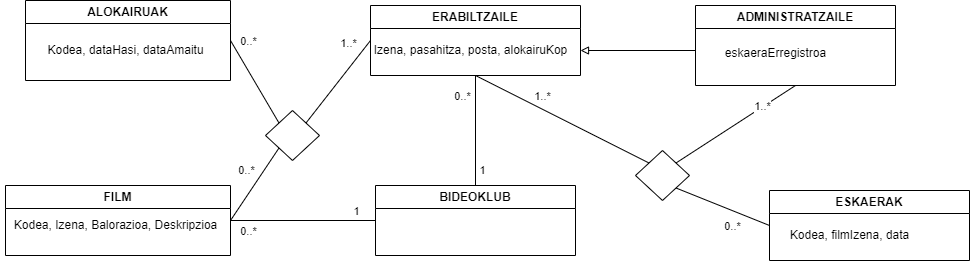 ALOKAIRUAK
Kodea, dataHasi, dataAmaitu
0..*
1..*
ERABILTZAILE
Izena, pasahitza, posta, alokairuKop
ADMINISTRATZAILE
eskaeraErregistroa
0..*
1..*
1..*
0..*
1
FILM
Kodea, Izena, Balorazioa, Deskripzioa
0..*
1
BIDEOKLUB
0..*
ESKAERAK
Kodea, filmIzena, data